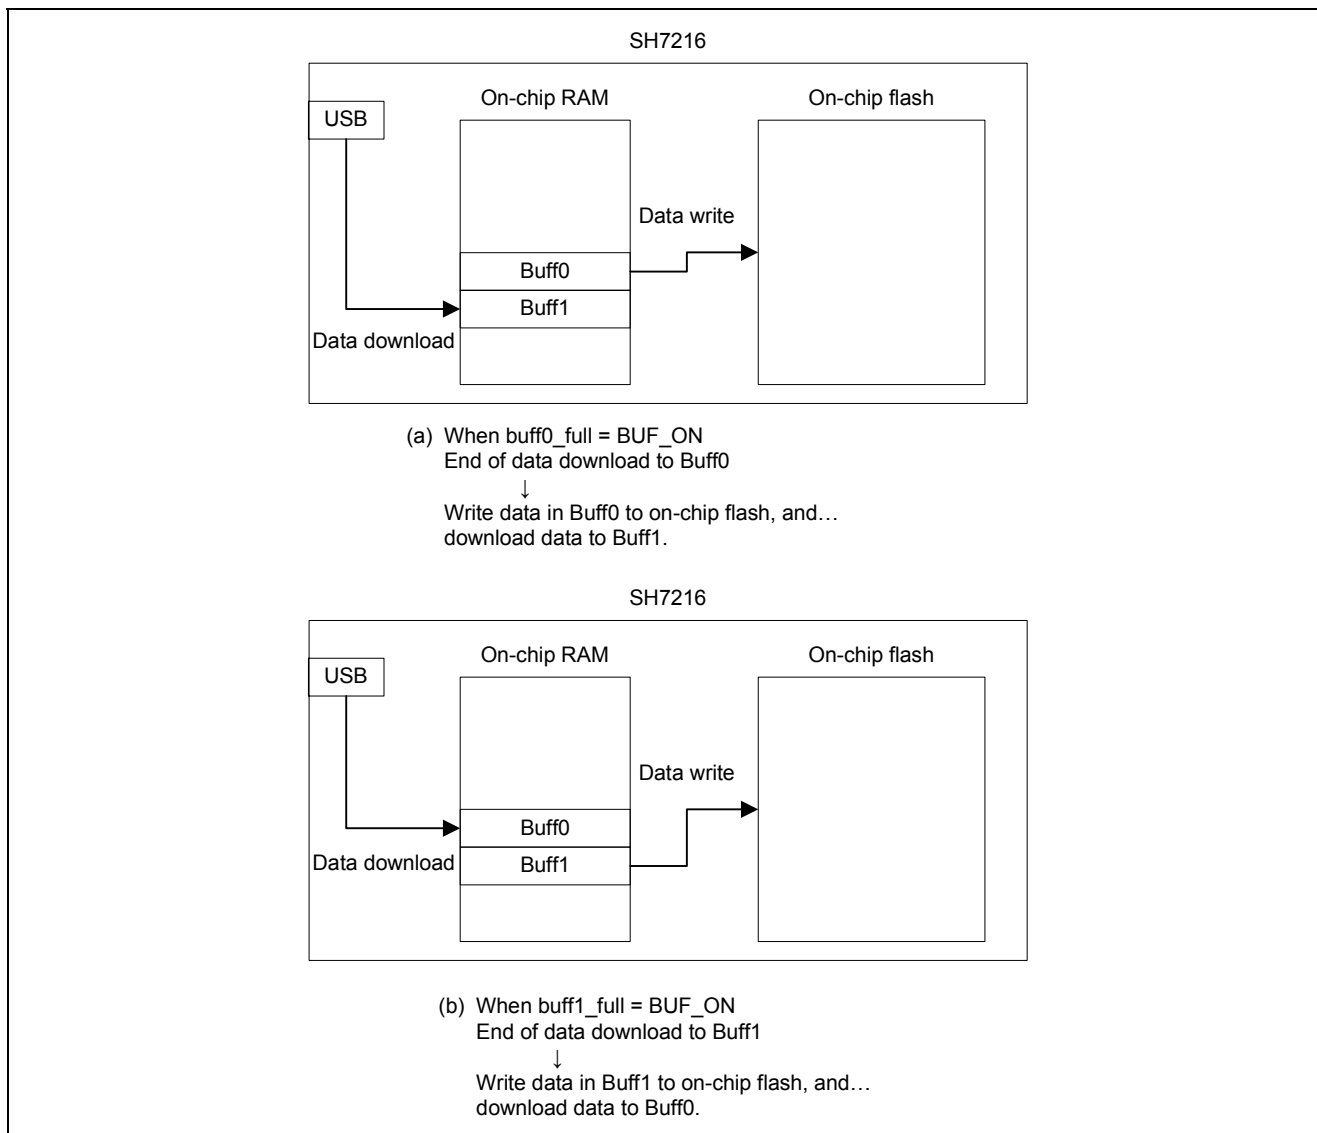 SH7216
On-chip RAM
On-chip flash
USB
Data write
Buff0
Buff1
Data download
(a) When buff0_full = BUF_ON
End of data download to Buff0
↓
Write data in Buff0 to on-chip flash, and…
download data to Buff1.
SH7216
On-chip RAM
On-chip flash
USB
Data write
Buff0
Data download
Buff1
(b) When buff1_full = BUF_ON
End of data download to Buff1
↓
Write data in Buff1 to on-chip flash, and…
download data to Buff0.